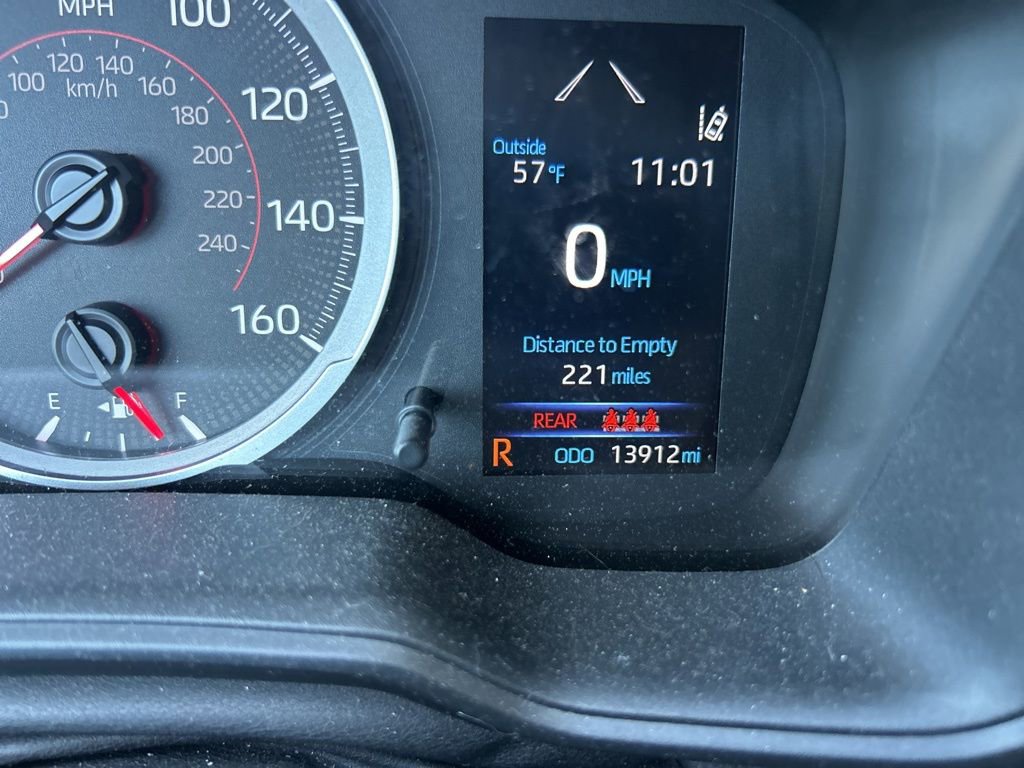 MPH
100
120 140
100
160
km/h
120
180
200
220
140
240
160
E
F
Outside
57°F
11:01
0 MPH
Distance to Empty
221 miles
REAR
R
ODO 13912 mi